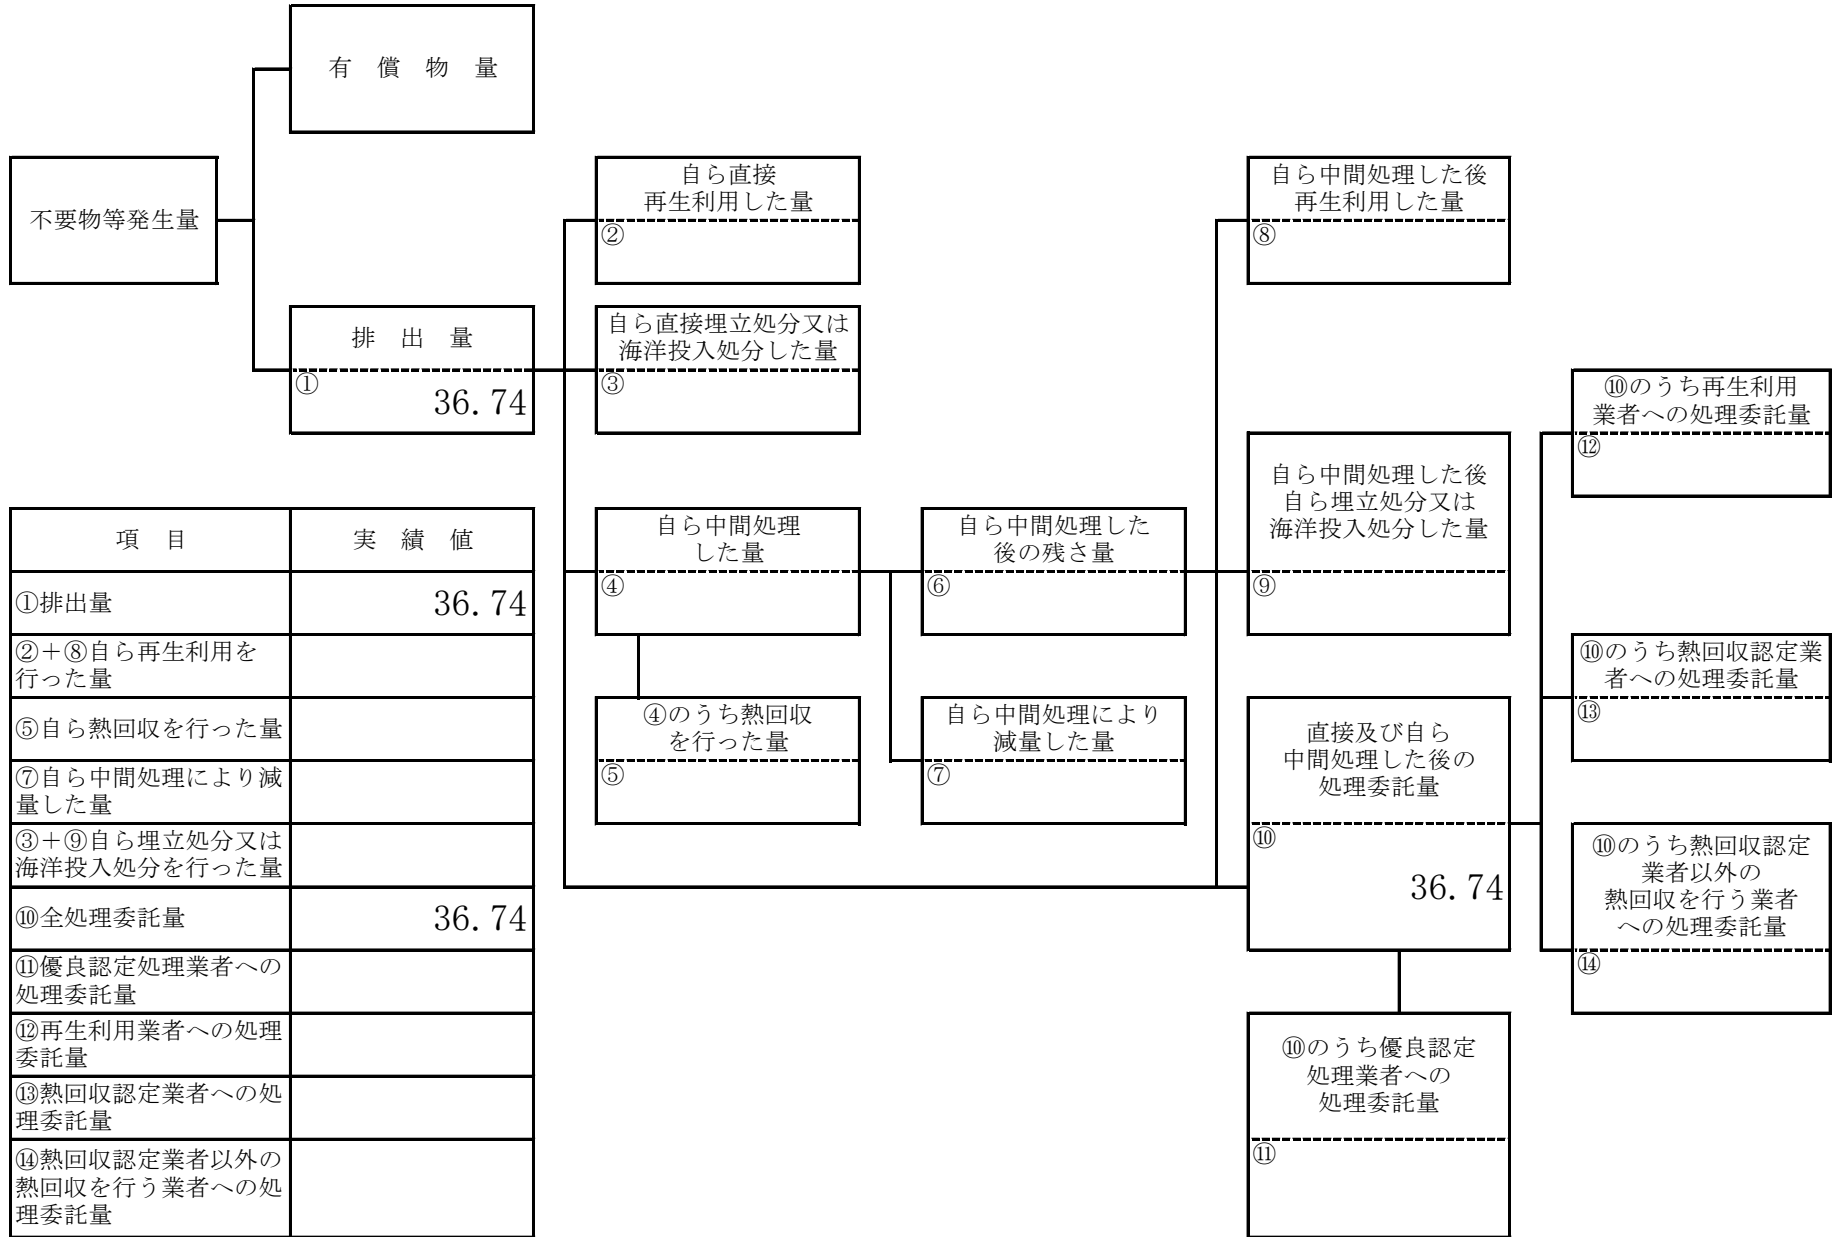 有 償 物 量
不要物等発生量
排 出 量
①
36.74
自ら直接
再生利用した量
②
自ら直接埋立処分又は
海洋投入処分した量
③
自ら中間処理
した量
④
④のうち熱回収
を行った量
⑤
自ら中間処理した
後の残さ量
⑥
自ら中間処理により
減量した量
⑦
自ら中間処理した後
再生利用した量
⑧
自ら中間処理した後
自ら埋立処分又は
海洋投入処分した量
⑨
直接及び自ら
中間処理した後の
処理委託量
⑩
36.74
⑩のうち優良認定
処理業者への
処理委託量
⑪
⑩のうち再生利用
業者への処理委託量
⑫
⑩のうち熱回収認定業
者への処理委託量
⑬
⑩のうち熱回収認定
業者以外の
熱回収を行う業者
への処理委託量
⑭
項 目 実 績 値
①排出量 36.74
②+⑧自ら再生利用を
行った量
⑤自ら熱回収を行った量
⑦自ら中間処理により減
量した量
③+⑨自ら埋立処分又は
海洋投入処分を行った量
⑩全処理委託量 36.74
⑪優良認定処理業者への
処理委託量
⑫再生利用業者への処理
委託量
⑬熱回収認定業者への処
理委託量
⑭熱回収認定業者以外の
熱回収を行う業者への処
理委託量